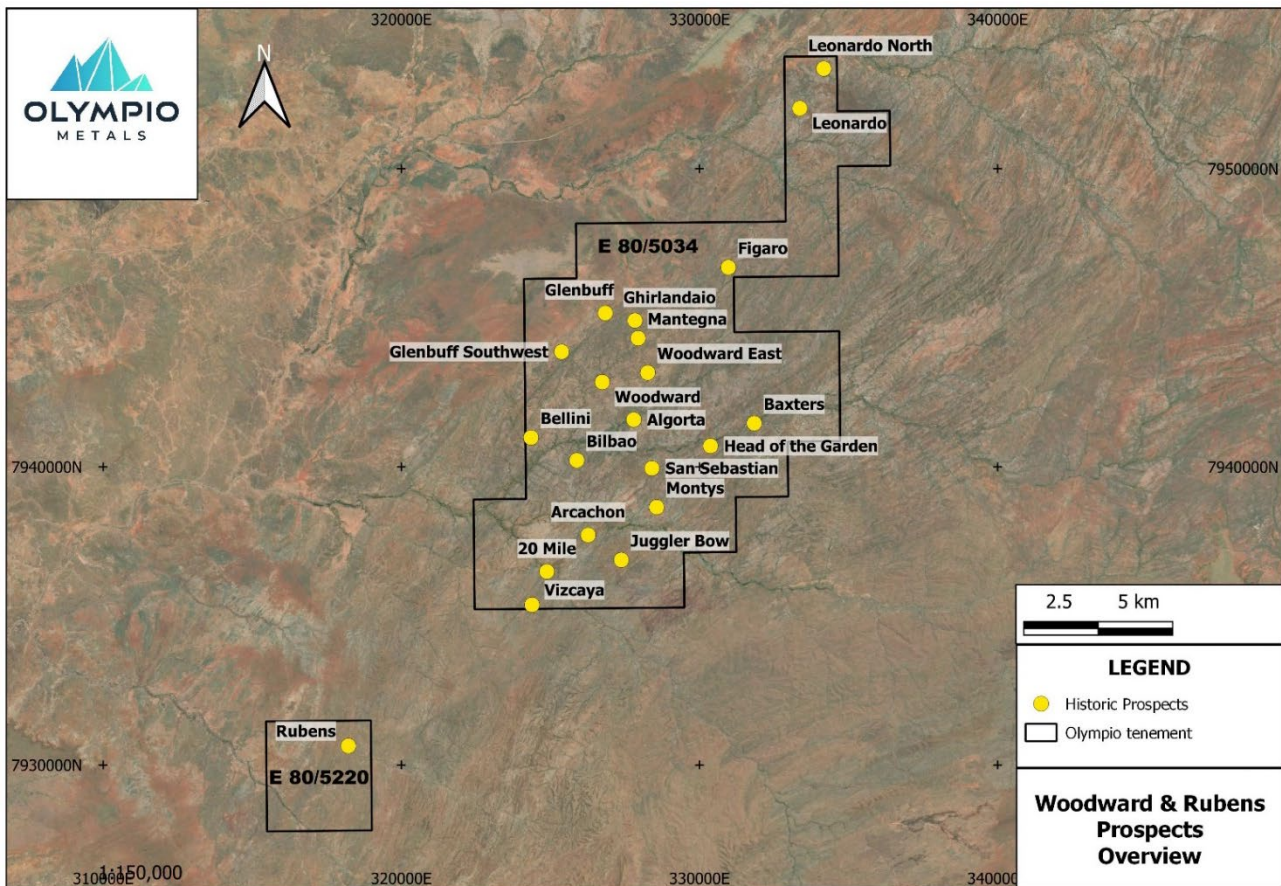 320000E
330000E
340000E
OLYMPIO
METALS
N
Leonardo North
Leonardo
7950000N
E 80/5034
Figaro
Glenbuff
Ghirlandaio
Mantegna
Glenbuff Southwest
Woodward East
Woodward
Baxters
Bellini
Algorta
Bilbao
Head of the Garden
7940000N
7940000N
San Sebastian
Montys
Arcachon
Juggler Bow
20 Mile
Vizcaya
2.5 5 km
LEGEND
Historic Prospects
Olympio tenement
Rubens
E 80/5220
7930000N
Woodward & Rubens
Prospects
Overview
1:150,000
310000E
320000E
330000E
340000E